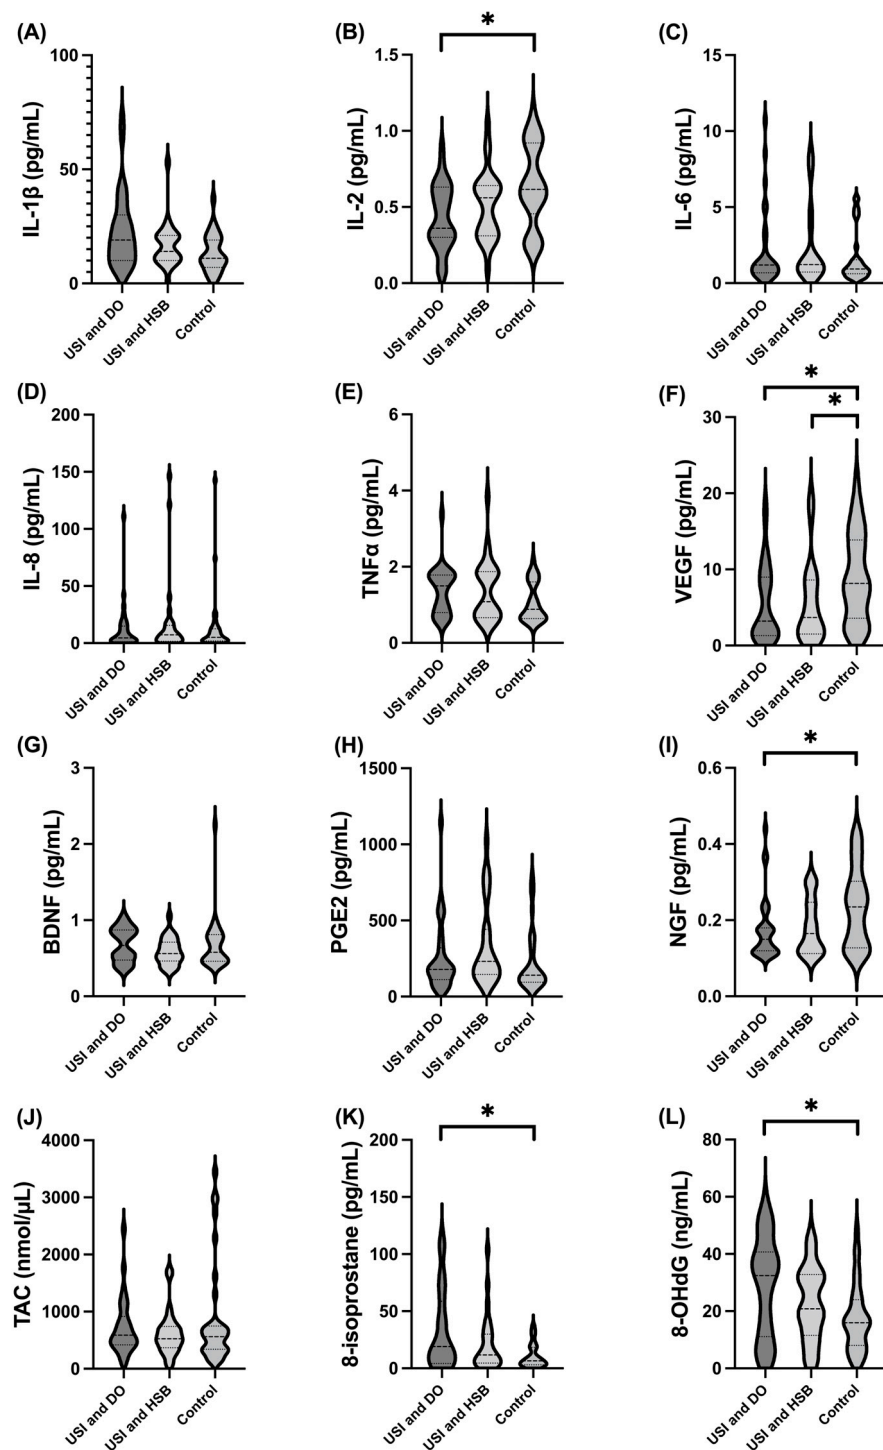 (A)
IL-1β (pg/mL)
100
50
0
USI and DO
USI and HSB
Control
(B)
*
IL-2 (pg/mL)
1.5
1.0
0.5
0.0
USI and DO
USI and HSB
Control
(C)
IL-6 (pg/mL)
15
10
5
0
USI and DO
USI and HSB
Control
(D)
IL-8 (pg/mL)
200
150
100
50
0
USI and DO
USI and HSB
Control
(E)
TNFα (pg/mL)
6
4
2
0
USI and DO
USI and HSB
Control
(F)
*
*
VEGF (pg/mL)
30
20
10
0
USI and DO
USI and HSB
Control
(G)
BDNF (pg/mL)
3
2
1
0
USI and DO
USI and HSB
Control
(H)
PGE2 (pg/mL)
1500
1000
500
0
USI and DO
USI and HSB
Control
(I)
*
NGF (pg/mL)
0.6
0.4
0.2
0.0
USI and DO
USI and HSB
Control
(J)
TAC (nmol/μL)
4000
3000
2000
1000
0
USI and DO
USI and HSB
Control
(K)
*
8-isoprostane (pg/mL)
200
150
100
50
0
USI and DO
USI and HSB
Control
(L)
*
8-OHdG (ng/mL)
80
60
40
20
0
USI and DO
USI and HSB
Control